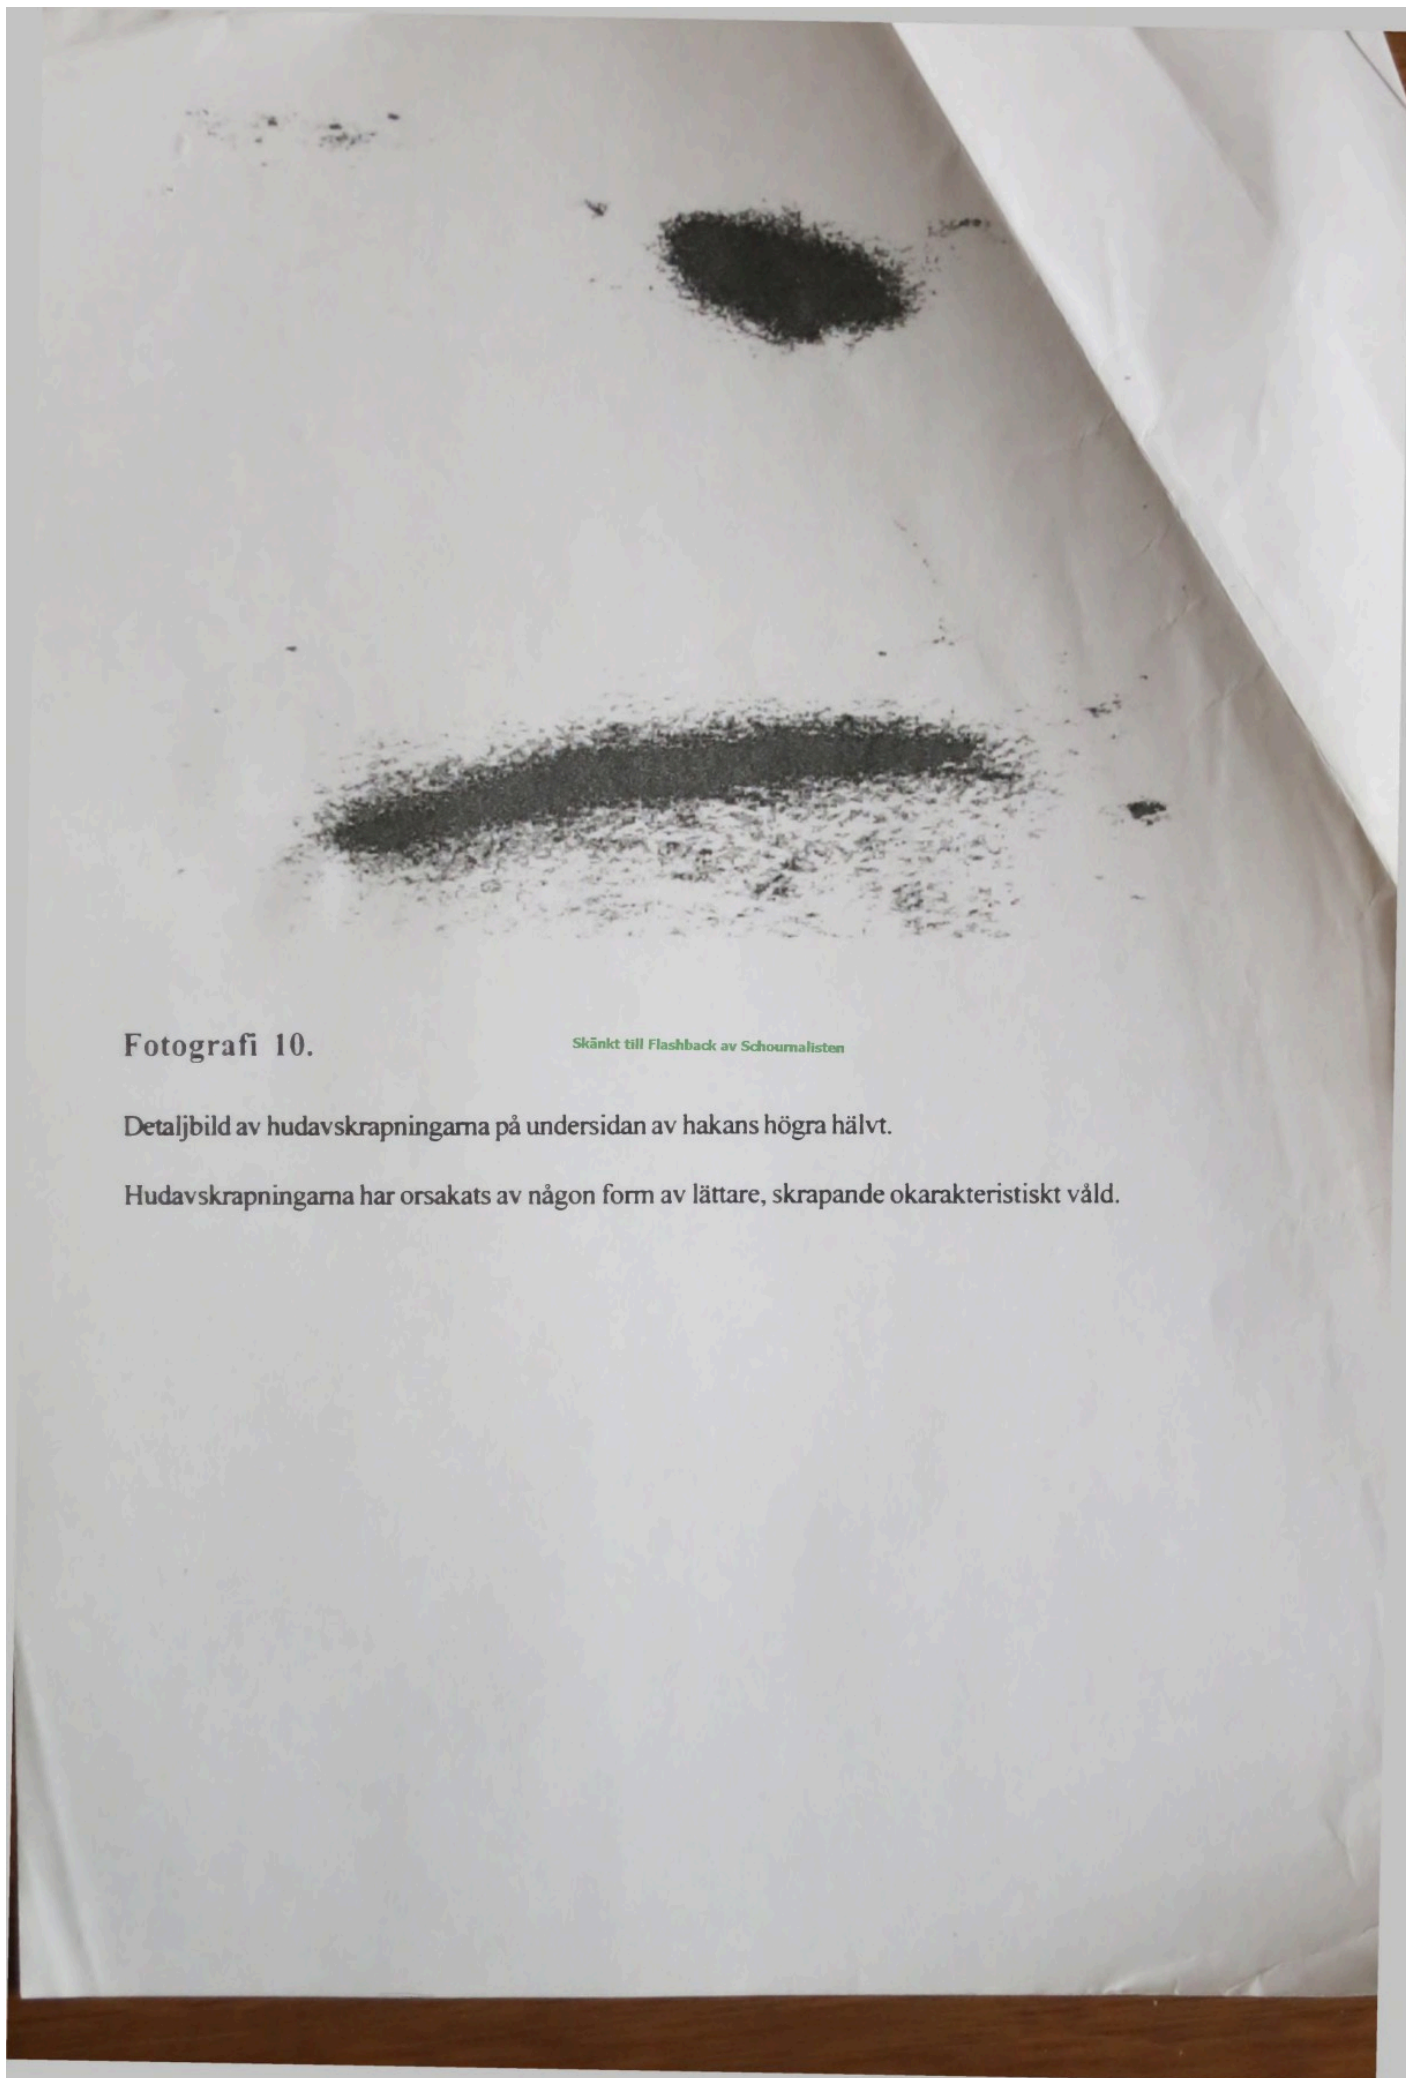 Fotografi 10.
Skänkt till Flashback av Schournalisten
Detaljbild av hudavskrapningarna på undersidan av hakans högra hälvt.
Hudavskrapningarna har orsakats av någon form av lättare, skrapande okarakteristiskt våld.